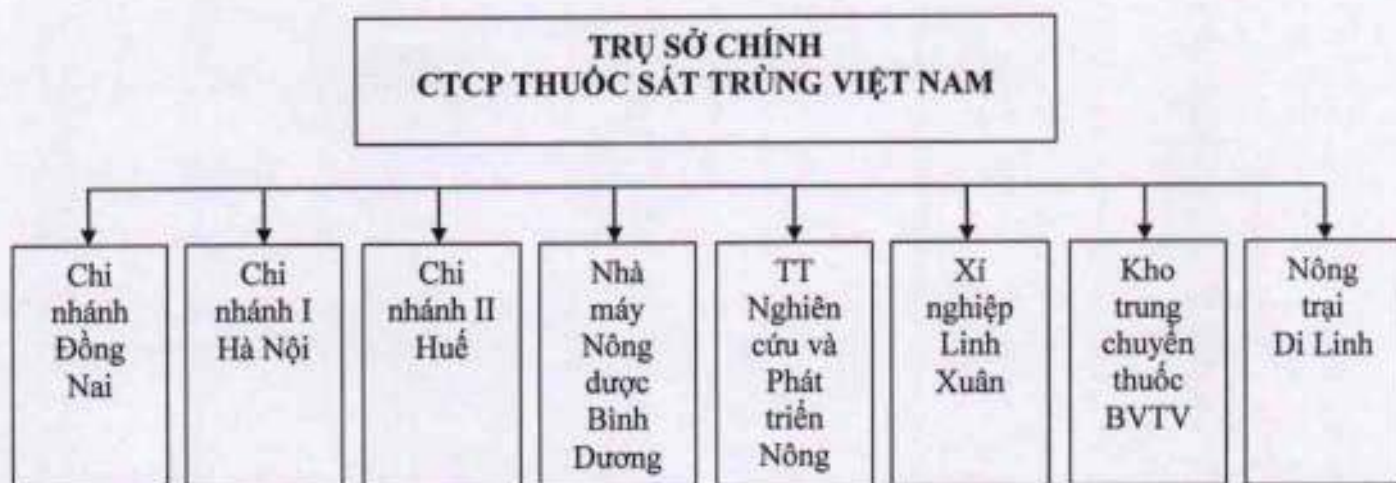 TRỤ SỞ CHÍNH
CTCP THUỐC SÁT TRÙNG VIỆT NAM
Chi
nhánh
Đồng
Nai
Chi
nhánh I
Hà Nội
Chi
nhánh II
Huế
Nhà
máy
Nông
dược
Bình
Dương
TT
Nghiên
cứu và
Phát
triển
Nông
Xí
nghiệp
Linh
Xuân
Kho
trung
chuyển
thuốc
BVTV
Nông
trại
Di Linh